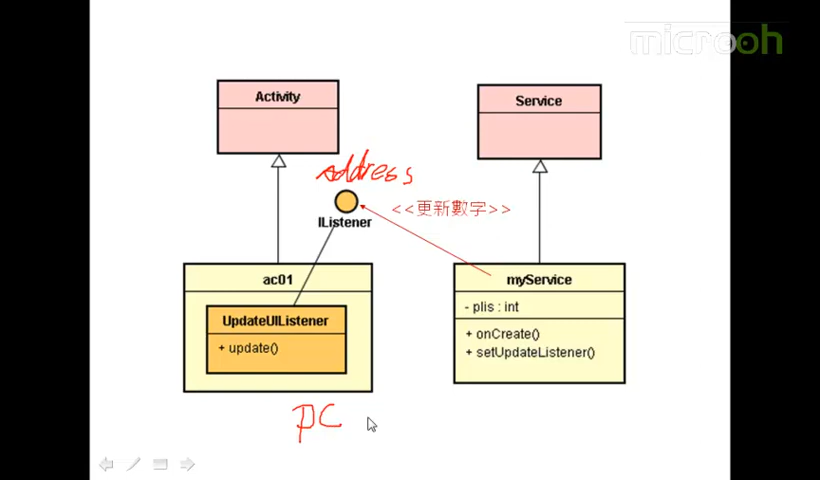 microoh
Activity
Service
Address
<<更新數字>>
IListener
ac01
UpdateUIListener
+ update()
myService
- plis : int
+ onCreate()
+ setUpdateListener()
PC